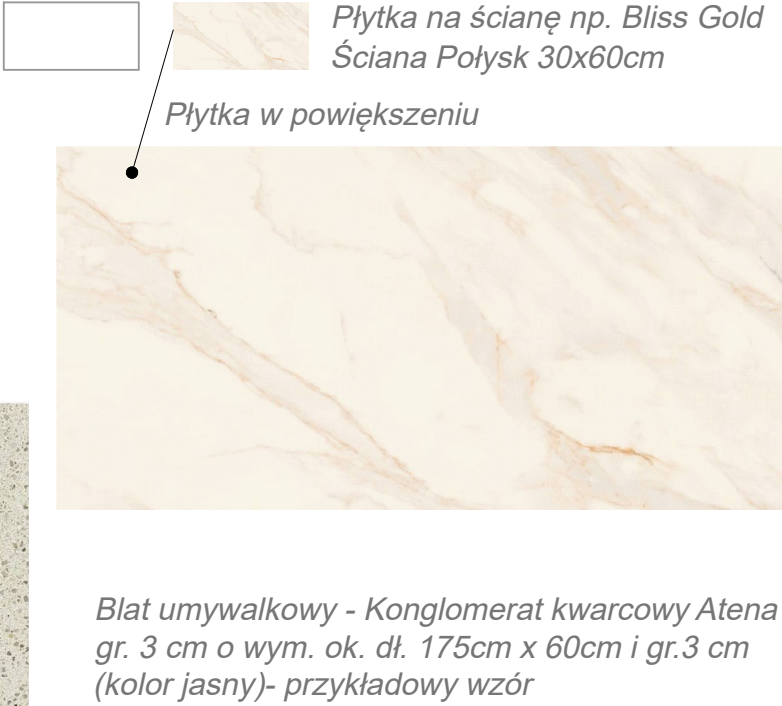 Płytka na ścianę np. Bliss Gold
Ściana Połysk 30x60cm
Płytka w powiększeniu
Blat umywalkowy - Konglomerat kwarcowy Atena
gr. 3 cm o wym. ok. dł. 175cm x 60cm i gr.3 cm
(kolor jasny)- przykładowy wzór